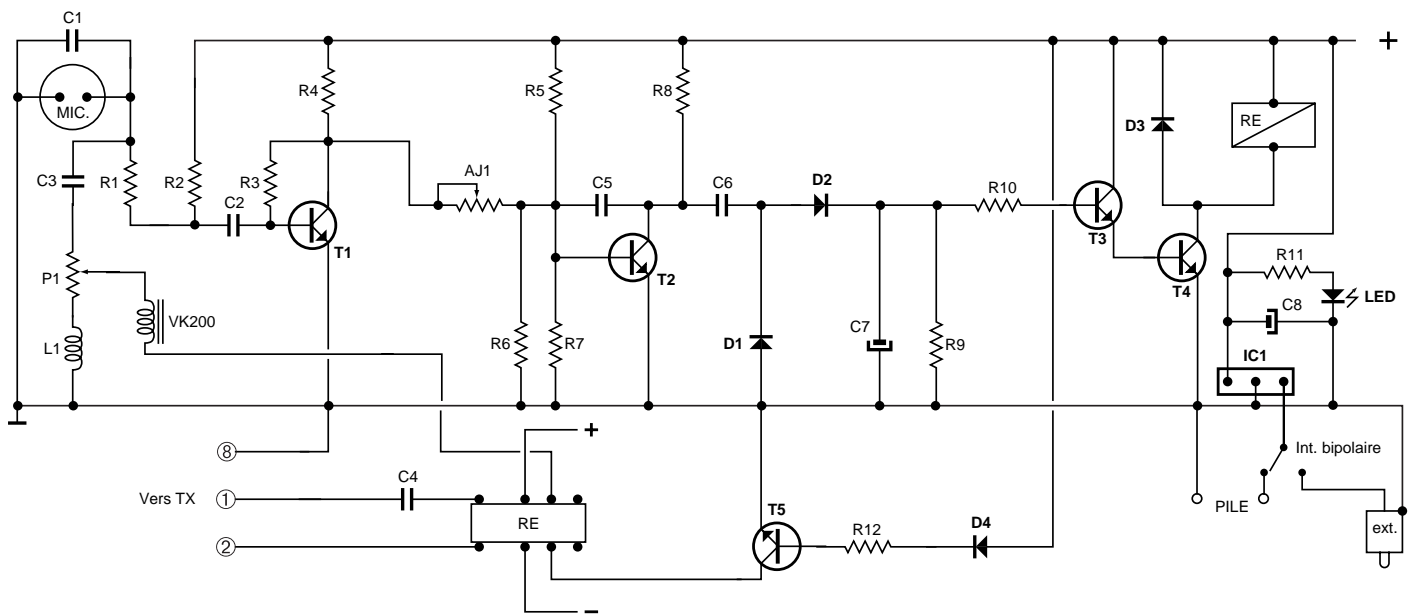 C1
+
MIC.
R4
R5
R8
D3
RE
C3
R1
R2
R3
C2
AJ1
C5
C6
D2
R10
T1
T2
T3
T4
P1
R11
LED
VK200
L1
R6
R7
D1
C7
R9
C8
IC1
8
+
Int. bipolaire
C4
Vers TX
1
PILE
RE
T5
R12
D4
ext.
2
–